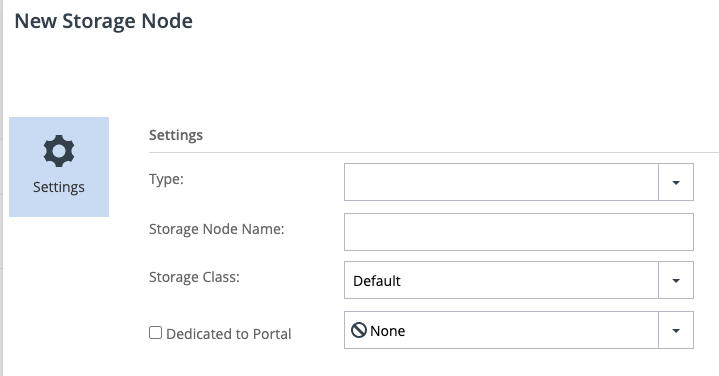 New Storage Node
Settings
Settings
Type:
Storage Node Name:
Storage Class: Default
Dedicated to Portal None